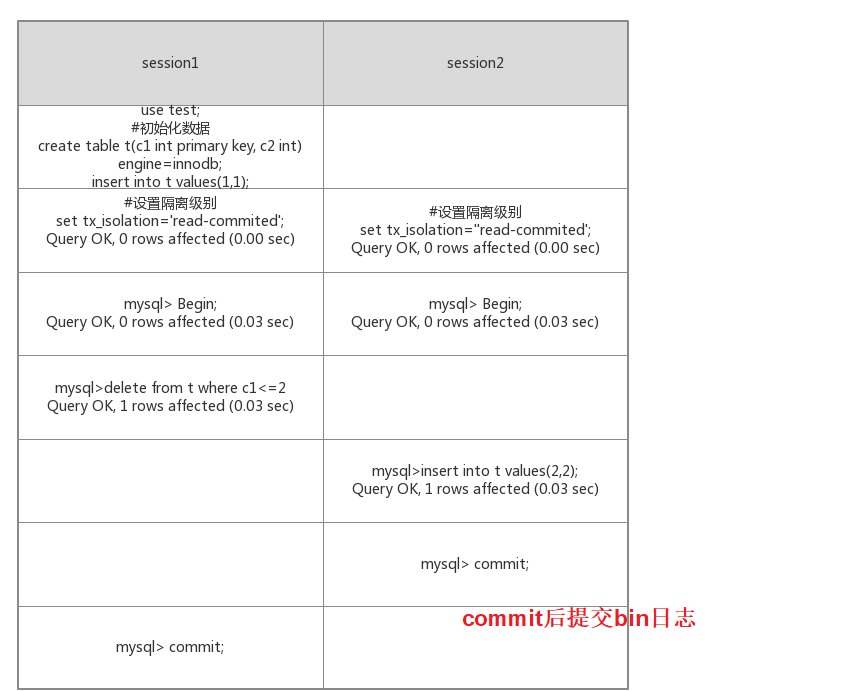 session1
session2
use test;
#初始化数据
create table t(c1 int primary key, c2 int)
engine=innodb;
insert into t values(1,1);
#设置隔离级别
set tx_isolation='read-commited';
Query OK, 0 rows affected (0.00 sec)
#设置隔离级别
set tx_isolation="read-commited';
Query OK, 0 rows affected (0.00 sec)
mysql> Begin;
Query OK, 0 rows affected (0.03 sec)
mysql> Begin;
Query OK, 0 rows affected (0.03 sec)
mysql>delete from t where c1<=2
Query OK, 1 rows affected (0.03 sec)
mysql>insert into t values(2,2);
Query OK, 1 rows affected (0.03 sec)
mysql> commit;
commit后提交bin日志
mysql> commit;